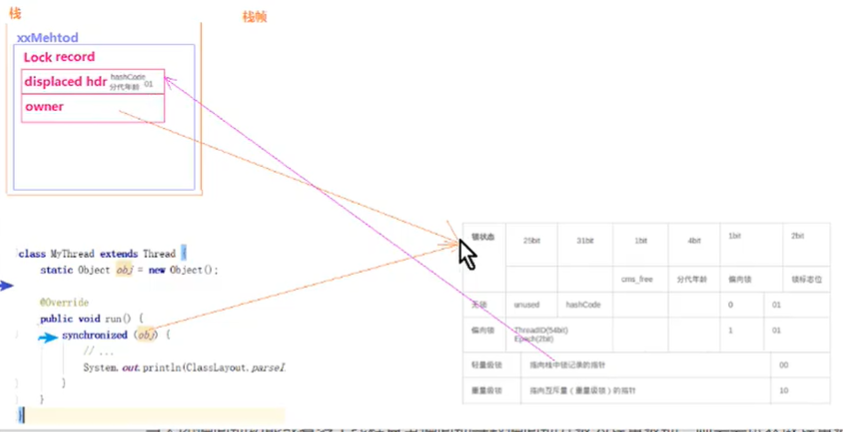 栈
栈帧
xxMehtod
Lock record
displaced hdr hashCode 分代年龄 01
owner
class MyThread extends Thread {
static Object obj = new Object();
@Override
public void run() {
synchronized (obj) {
// ...
System.out.println(ClassLayout.parseI
}
}
}
锁状态 25bit 31bit 1bit 4bit 1bit 2bit
cms_free 分代年龄 偏向锁 锁标志位
无锁 unused hashCode 0 01
偏向锁 ThreadID(54bit) Epoch(2bit) 1 01
轻量级锁 指向栈中锁记录的指针 00
重量级锁 指向互斥量（重量级锁）的指针 10